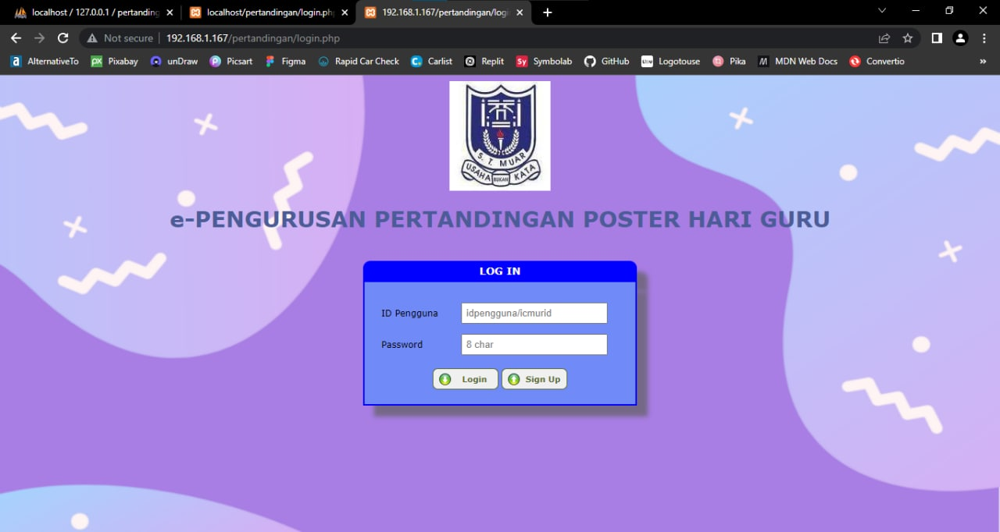 localhost / 127.0.0.1 / pertanding
localhost/pertandingan/login.ph
192.168.1.167/pertandingan/logi
Not secure
192.168.1.167/pertandingan/login.php
a AlternativeTo
px Pixabay
unDraw
P Picsart
Figma
Rapid Car Check
C. Carlist
Replit
Sy Symbolab
GitHub
Logotouse
Pika
M MDN Web Docs
Convertio
»
S. T. MUAR
USAHA BUKAN KATA
e-PENGURUSAN PERTANDINGAN POSTER HARI GURU
LOG IN
ID Pengguna idpengguna/icmurid
Password 8 char
Login Sign Up